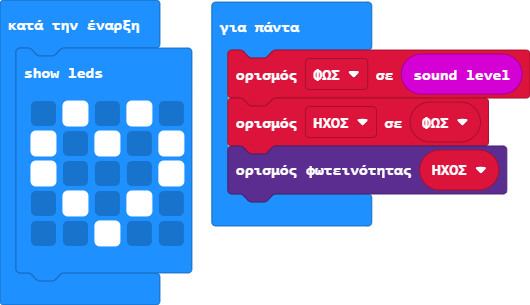 κατά την έναρξη
show leds
για πάντα
ορισμός ΦΩΣ σε sound level
ορισμός ΗΧΟΣ σε ΦΩΣ
ορισμός φωτεινότητας ΗΧΟΣ